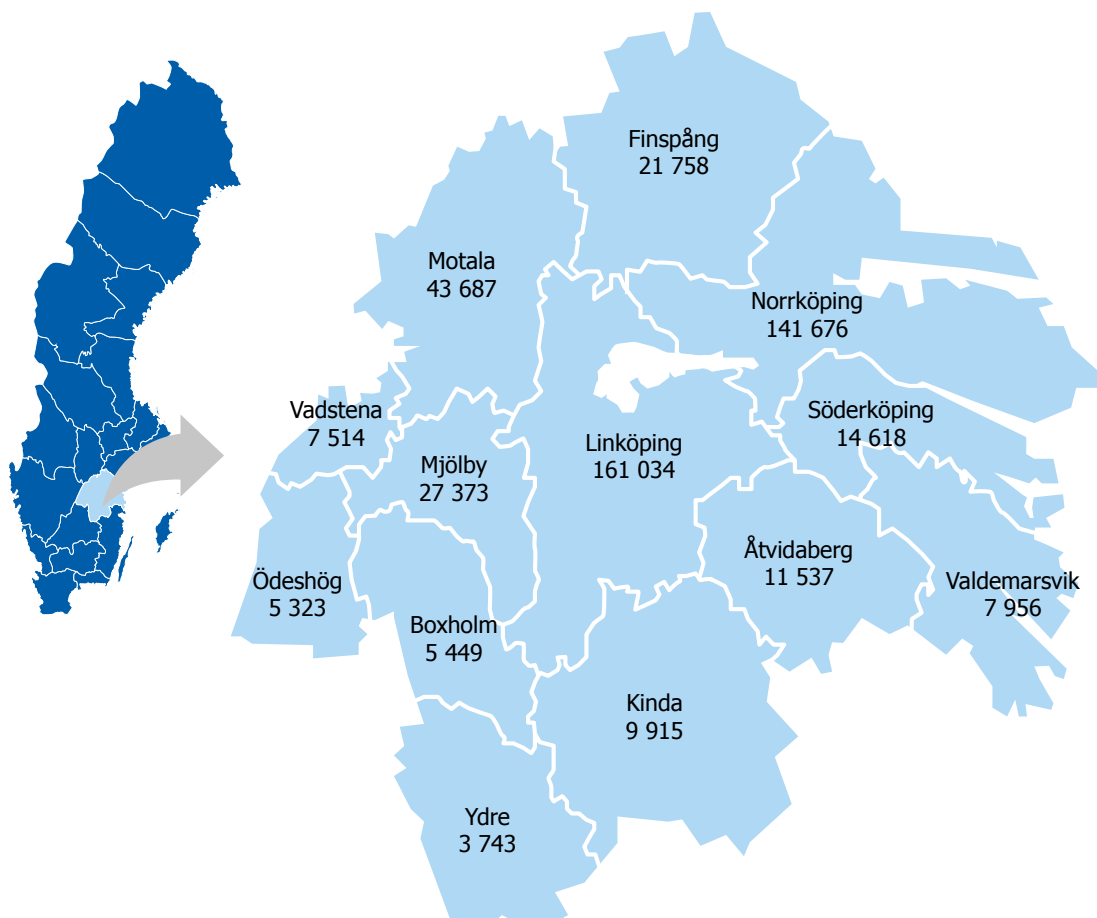 Finspång
21 758
Motala
43 687
Norrköping
141 676
Vadstena
7 514
Söderköping
14 618
Linköping
161 034
Mjölby
27 373
Åtvidaberg
11 537
Ödeshög
5 323
Valdemarsvik
7 956
Boxholm
5 449
Kinda
9 915
Ydre
3 743